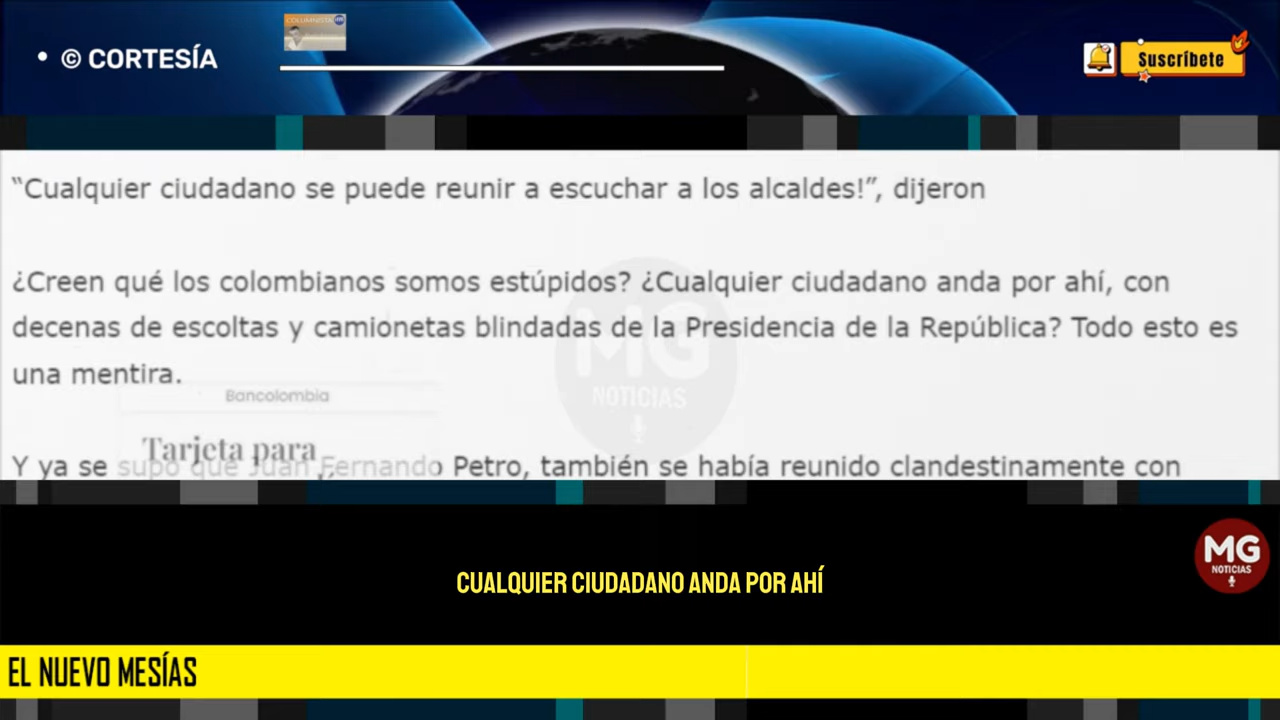 COLUMNISTA
• © CORTESÍA
Suscríbete
“Cualquier ciudadano se puede reunir a escuchar a los alcaldes!”, dijeron
¿Creen qué los colombianos somos estúpidos? ¿Cualquier ciudadano anda por ahí, con
decenas de escoltas y camionetas blindadas de la Presidencia de la República? Todo esto es
una mentira.
MG
NOTICIAS
Bancolombia
Tarjeta para
Y ya se supo que Juan Fernando Petro, también se había reunido clandestinamente con
MG
NOTICIAS
CUALQUIER CIUDADANO ANDA POR AHÍ
EL NUEVO MESÍAS